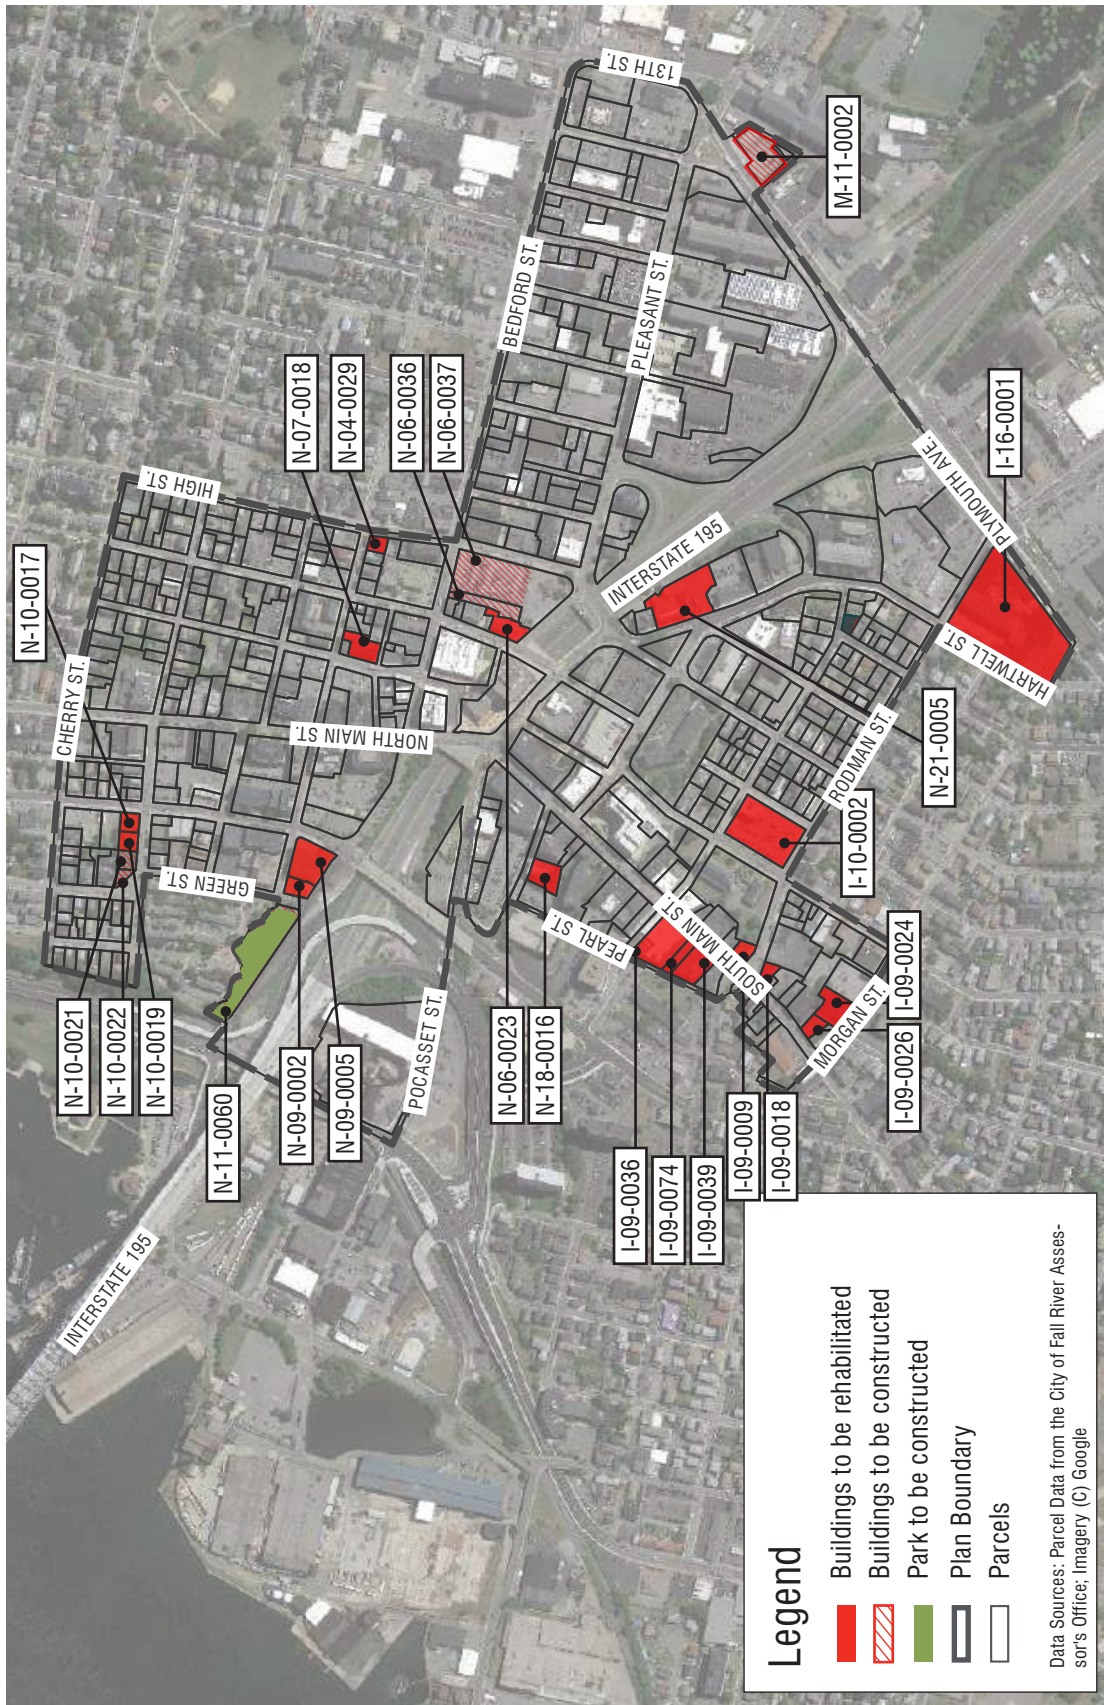 N-10-0017
CHERRY ST.
N-10-0021
N-10-0022
N-10-0019
INTERSTATE 195
HIGH ST.
GREEN ST.
N-11-0060
N-09-0002
N-09-0005
NORTH MAIN ST.
N-07-0018
N-04-0029
N-06-0036
N-06-0037
POCASSET ST.
N-06-0023
N-18-0016
BEDFORD ST.
PEARL ST.
13TH ST.
PLEASANT ST.
INTERSTATE 195
I-09-0036
I-09-0074
I-09-0039
SOUTH MAIN ST.
I-09-0009
I-09-0018
M-11-0002
RODMAN ST.
I-10-0002
MORGAN ST.
I-09-0026
I-09-0024
N-21-0005
PLYMOUTH AVE.
HARTWELL ST.
I-16-0001
Legend
Buildings to be rehabilitated
Buildings to be constructed
Park to be constructed
Plan Boundary
Parcels
Data Sources: Parcel Data from the City of Fall River Asses-
sor's Office; Imagery (C) Google